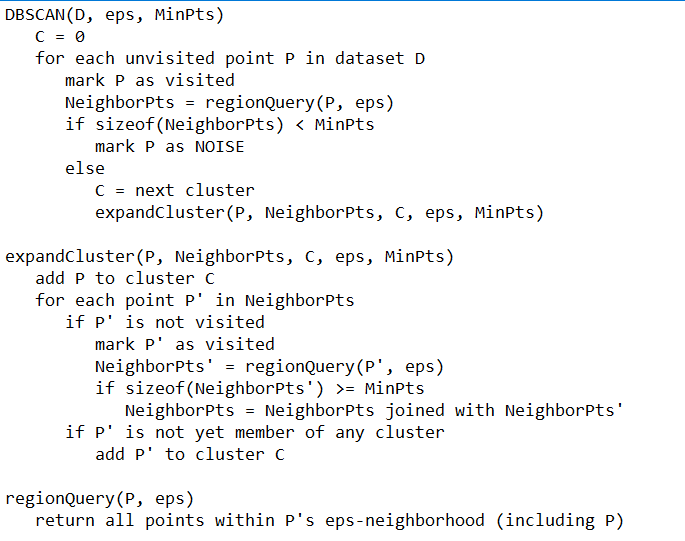 DBSCAN(D, eps, MinPts)
   C = 0
   for each unvisited point P in dataset D
      mark P as visited
      NeighborPts = regionQuery(P, eps)
      if sizeof(NeighborPts) < MinPts
         mark P as NOISE
      else
         C = next cluster
         expandCluster(P, NeighborPts, C, eps, MinPts)

expandCluster(P, NeighborPts, C, eps, MinPts)
   add P to cluster C
   for each point P' in NeighborPts
      if P' is not visited
         mark P' as visited
         NeighborPts' = regionQuery(P', eps)
         if sizeof(NeighborPts') >= MinPts
            NeighborPts = NeighborPts joined with NeighborPts'
      if P' is not yet member of any cluster
         add P' to cluster C

regionQuery(P, eps)
   return all points within P's eps-neighborhood (including P)